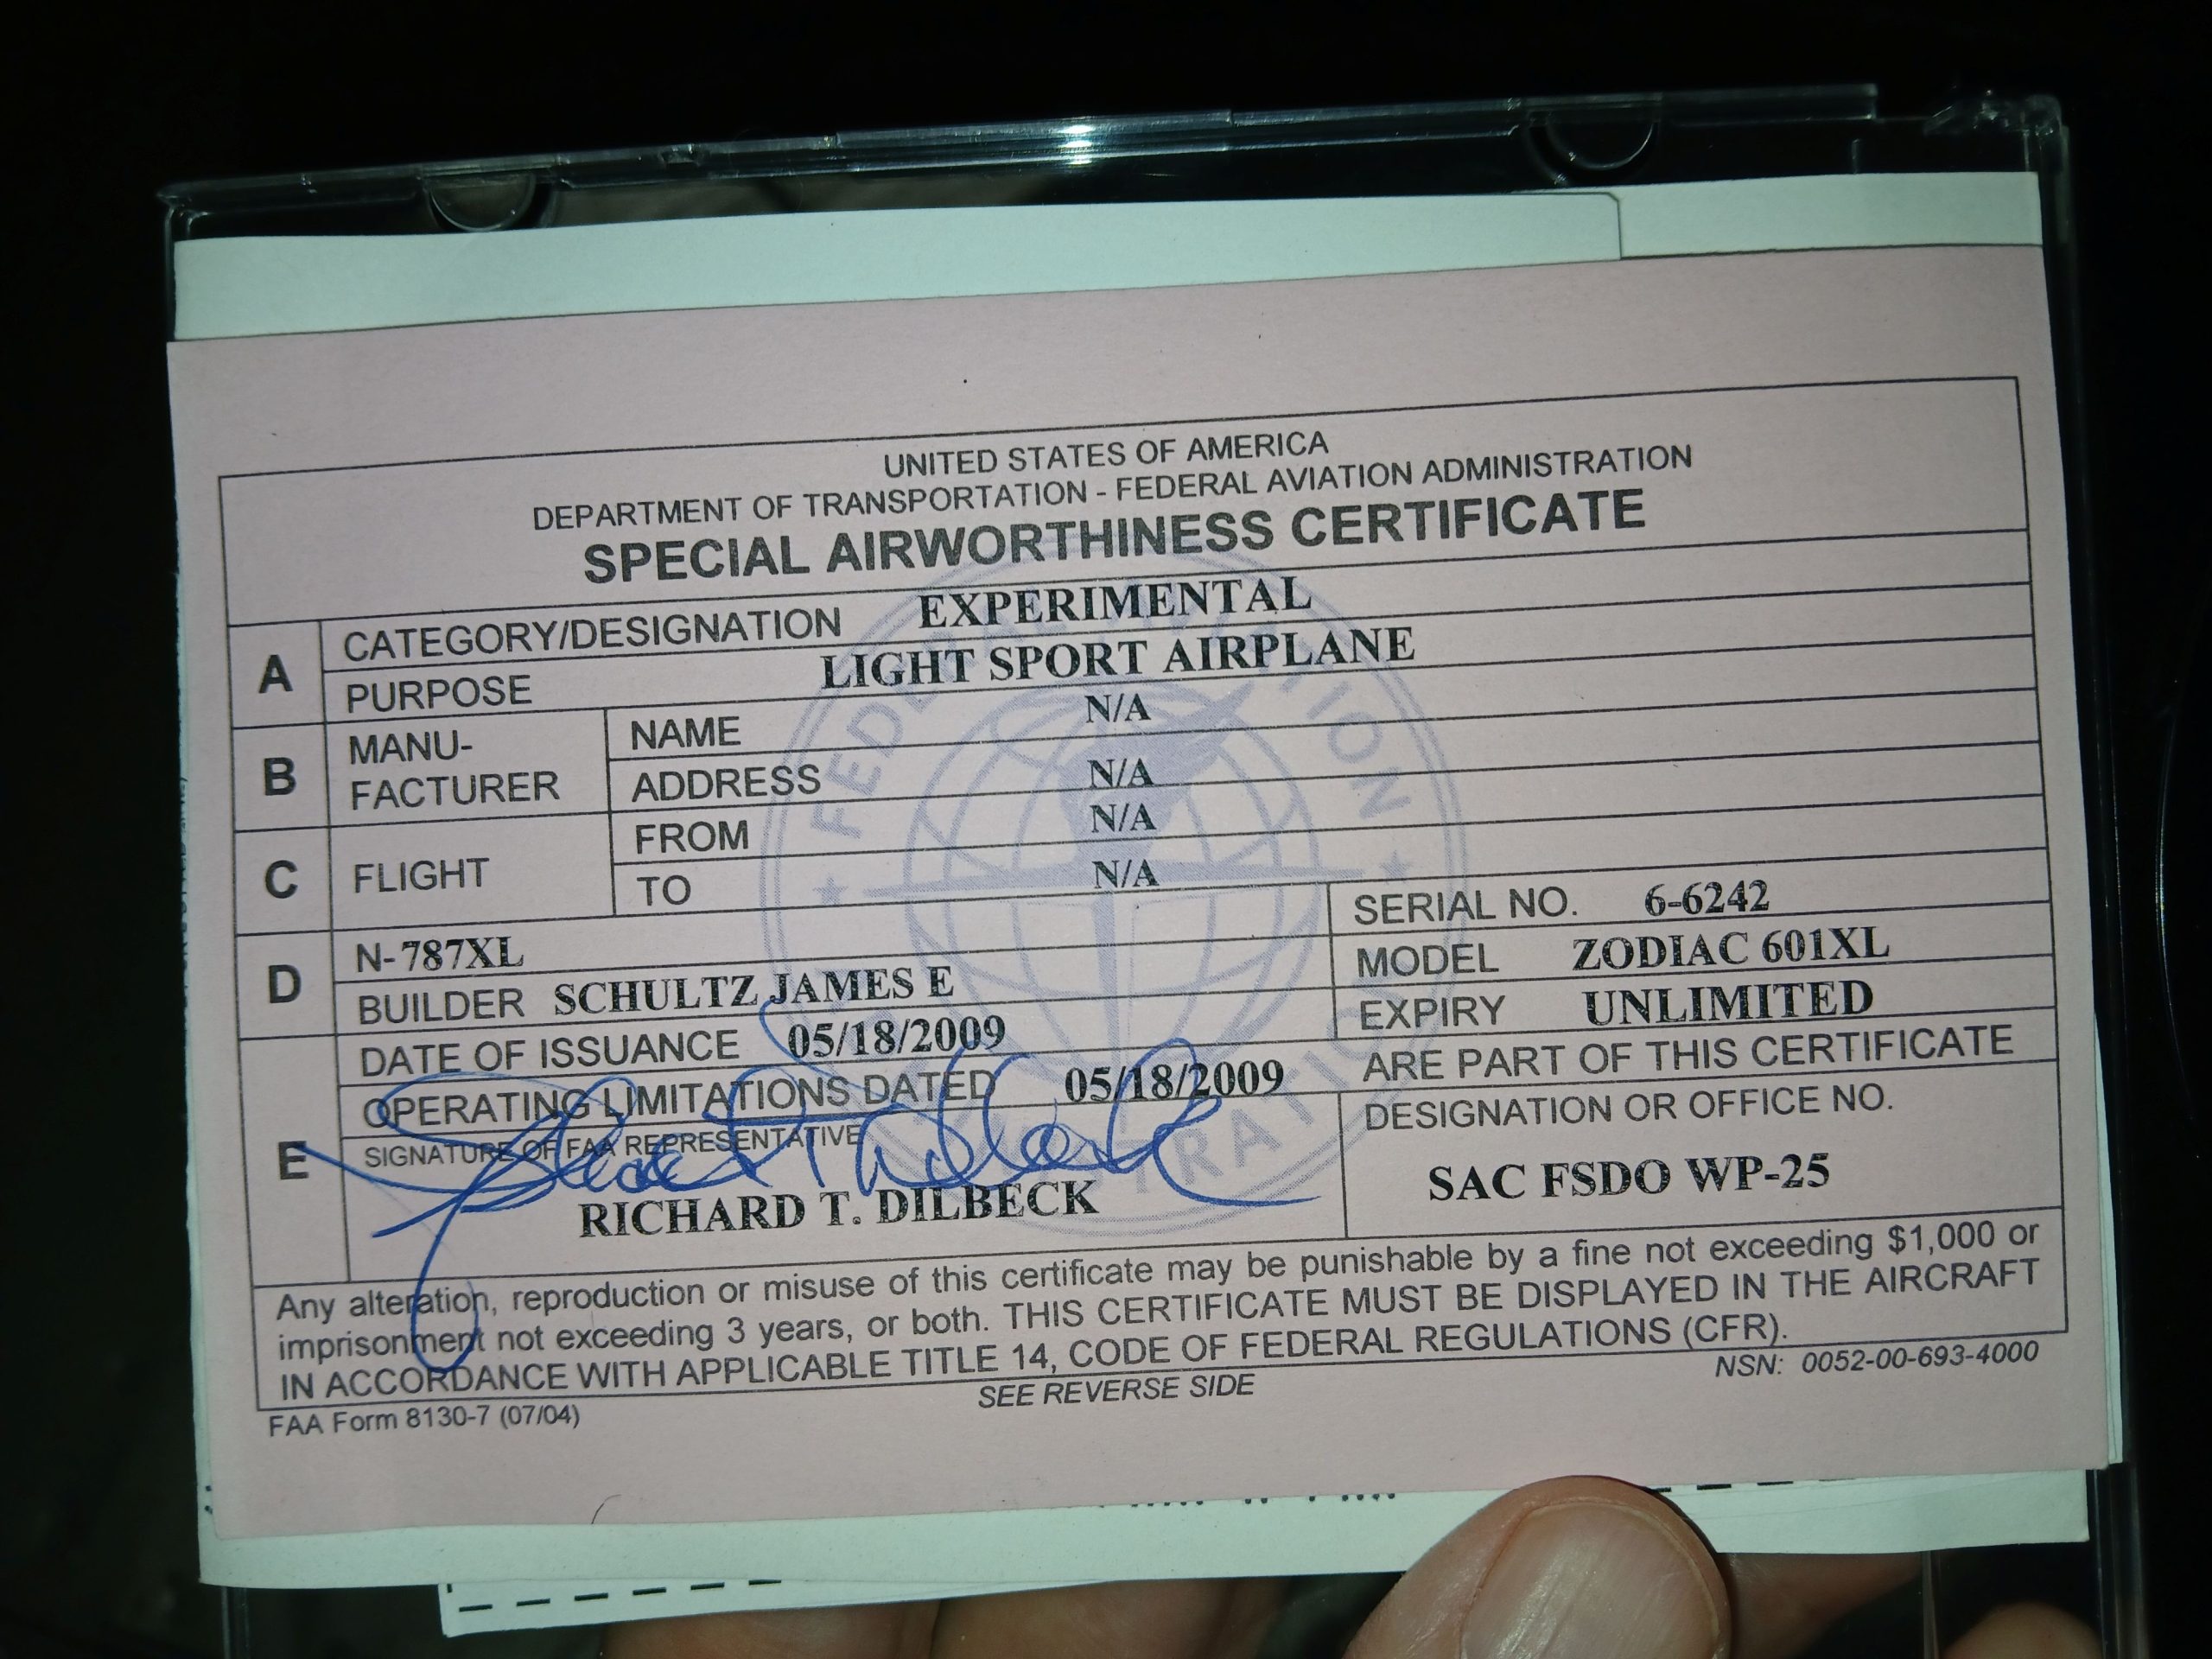 UNITED STATES OF AMERICA
DEPARTMENT OF TRANSPORTATION - FEDERAL AVIATION ADMINISTRATION
SPECIAL AIRWORTHINESS CERTIFICATE
A
CATEGORY/DESIGNATION EXPERIMENTAL
PURPOSE LIGHT SPORT AIRPLANE
B
MANU-
FACTURER
NAME N/A
ADDRESS N/A
C
FLIGHT
FROM N/A
TO N/A
D
N-787XL
BUILDER SCHULTZ JAMES E
SERIAL NO. 6-6242
MODEL ZODIAC 601XL
EXPIRY UNLIMITED
E
DATE OF ISSUANCE 05/18/2009
OPERATING LIMITATIONS DATED 05/18/2009 ARE PART OF THIS CERTIFICATE
SIGNATURE OF FAA REPRESENTATIVE
RICHARD T. DILBECK
DESIGNATION OR OFFICE NO.
SAC FSDO WP-25
Any alteration, reproduction or misuse of this certificate may be punishable by a fine not exceeding $1,000 or
imprisonment not exceeding 3 years, or both. THIS CERTIFICATE MUST BE DISPLAYED IN THE AIRCRAFT
IN ACCORDANCE WITH APPLICABLE TITLE 14, CODE OF FEDERAL REGULATIONS (CFR).
FAA Form 8130-7 (07/04)
SEE REVERSE SIDE
NSN: 0052-00-693-4000